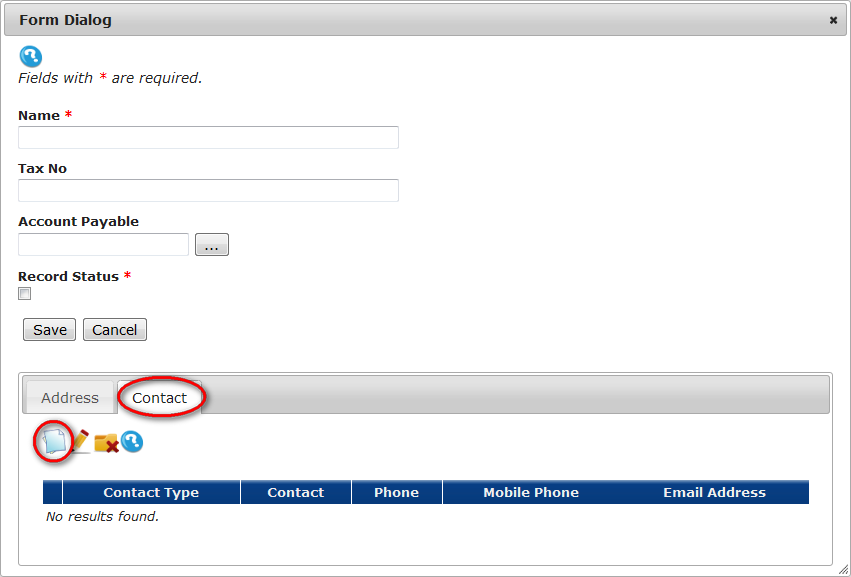 Form Dialog
Fields with * are required.
Name *
Tax No
Account Payable
...
Record Status *
Save Cancel
Address Contact
Contact Type Contact Phone Mobile Phone Email Address
No results found.